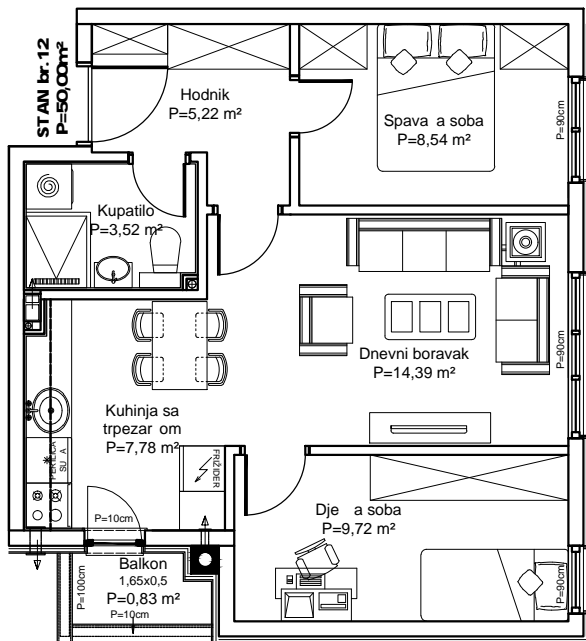 STAN br. 12
P=50,00m²
Hodnik
P=5,22 m²
Spava a soba
P=8,54 m²
P=90cm
Kupatilo
P=3,52 m²
Dnevni boravak
P=14,39 m²
P=90cm
Kuhinja sa
trpezar om
P=7,78 m²
PERILICA
SU A
FRIŽIDER
P=10cm
Dje a soba
P=9,72 m²
P=90cm
Balkon
1,65x0,5
P=0,83 m²
P=10cm
P=100cm